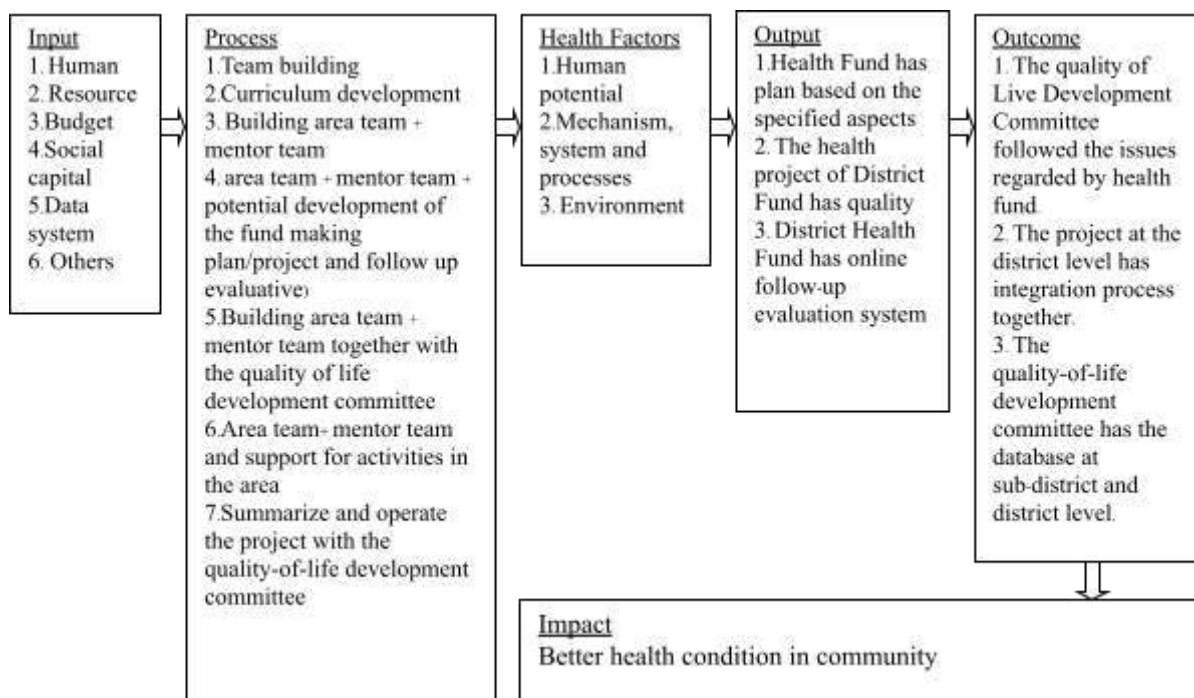 Input
1. Human
2. Resource
3.Budget
4.Social
capital
5.Data
system
6. Others
Process
1.Team building
2.Curriculum development
3. Building area team +
mentor team
4. area team + mentor team +
potential development of
the fund making
plan/project and follow up
evaluative)
5.Building area team +
mentor team together with
the quality of life
development committee
6.Area team- mentor team
and support for activities in
the area
7.Summarize and operate
the project with the
quality-of-life development
committee
Health Factors
1.Human
potential
2.Mechanism,
system and
processes
3. Environment
Output
1.Health Fund has
plan based on the
specified aspects
2. The health
project of District
Fund has quality
3. District Health
Fund has online
follow-up
evaluation system
Outcome
1. The quality of
Live Development
Committee
followed the issues
regarded by health
fund.
2. The project at the
district level has
integration process
together.
3. The
quality-of-life
development
committee has the
database at
sub-district and
district level.
Impact
Better health condition in community